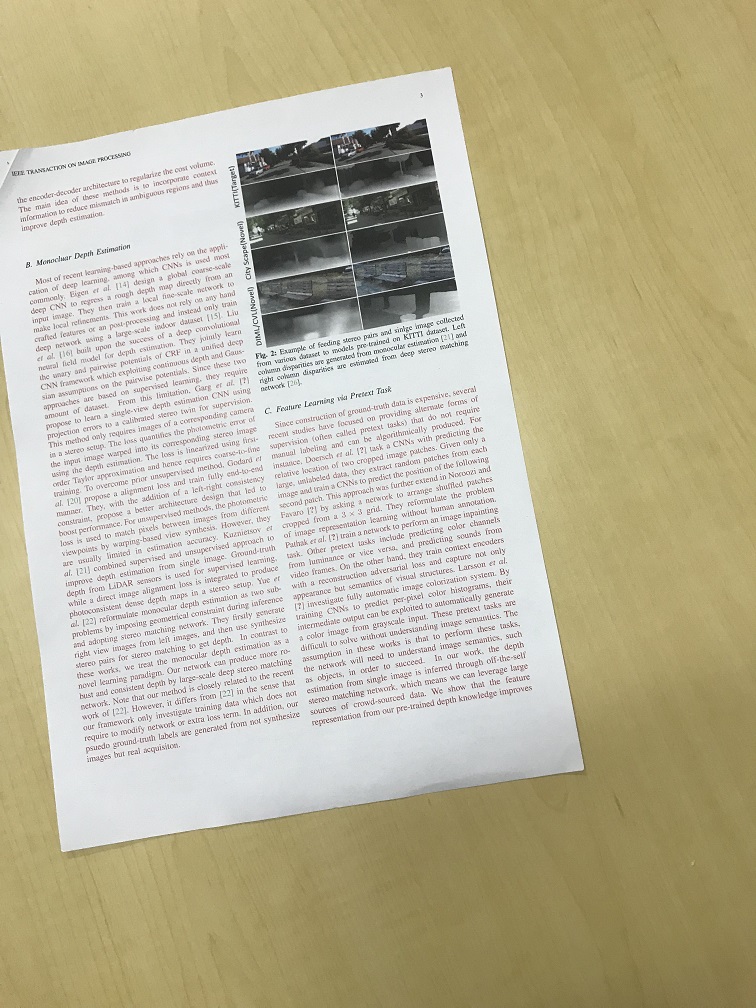 IEEE TRANSACTION ON IMAGE PROCESSING
3
the encoder-decoder architecture to regularize the cost volume.
The main idea of these methods is to incorporate context
information to reduce mismatch in ambiguous regions and thus
improve depth estimation.
B. Monocluar Depth Estimation
Most of recent learning-based approaches rely on the appli-
cation of deep learning, among which CNNs is used most
commonly. Eigen et al. [14] design a global coarse-scale
deep CNN to regress a rough depth map directly from an
input image. They then train a local fine-scale network to
make local refinements. This work does not rely on any hand
crafted features or an post-processing and instead only train
deep network using a large-scale indoor dataset [15]. Liu
et al. [16] built upon the success of a deep convolutional
neural field model for depth estimation. They jointly learn
the unary and pairwise potentials of CRF in a unified deep
CNN framework which exploiting continuous depth and Gaus-
sian assumptions on the pairwise potentials. Since these two
approaches are based on supervised learning, they require
amount of dataset. From this limitation, Garg et al. [?]
propose to learn a single-view depth estimation CNN using
projection errors to a calibrated stereo twin for supervision.
This method only requires images of a corresponding camera
in a stereo setup. The loss quantifies the photometric error of
the input image warped into its corresponding stereo image
using the depth estimation. The loss is linearized using first-
order Taylor approximation and hence requires coarse-to-fine
training. To overcome prior unsupervised method, Godard et
al. [20] propose a alignment loss and train fully end-to-end
manner. They, with the addition of a left-right consistency
constraint, propose a better architecture design that led to
boost performance. For unsupervised methods, the photometric
loss is used to match pixels between images from different
viewpoints by warping-based view synthesis. However, they
are usually limited in estimation accuracy. Kuznietsov et
al. [21] combined supervised and unsupervised approach to
improve depth estimation from single image. Ground-truth
depth from LiDAR sensors is used for supervised learning,
while a direct image alignment loss is integrated to produce
photoconsistent dense depth maps in a stereo setup. Yue et
al. [22] reformulate monocular depth estimation as two sub-
problems by imposing geometrical constraint during inference
and adopting stereo matching network. They firstly generate
right view images from left images, and then use synthesize
stereo pairs for stereo matching to get depth. In contrast to
these works, we treat the monocular depth estimation as a
novel learning paradigm. Our network can produce more ro-
bust and consistent depth by large-scale deep stereo matching
network. Note that our method is closely related to the recent
work of [22]. However, it differs from [22] in the sense that
our framework only investigate training data which does not
require to modify network or extra loss term. In addition, our
psuedo ground-truth labels are generated from not synthesize
images but real acquisiton.
KITTI(Target)
City Scape(Novel)
DIML/CVL(Novel)
Fig. 2: Example of feeding stereo pairs and sinlge image collected
from various dataset to models pre-trained on KITTI dataset. Left
column disparities are generated from monocular estimation [21] and
right column disparities are estimated from deep stereo matching
network [26].
C. Feature Learning via Pretext Task
Since construction of ground-truth data is expensive, several
recent studies have focused on providing alternate forms of
supervision (often called pretext tasks) that do not require
manual labeling and can be algorithmically produced. For
instance, Doersch et al. [?] task a CNNs with predicting the
relative location of two cropped image patches. Given only a
large, unlabeled data, they extract random patches from each
image and train a CNNs to predict the position of the following
second patch. This approach was further extend in Noroozi and
Favaro [?] by asking a network to arrange shuffled patches
cropped from a 3 × 3 grid. They reformulate the problem
of image representation learning without human annotation.
Pathak et al. [?] train a network to perform an image inpainting
task. Other pretext tasks include predicting color channels
from luminance or vice versa, and predicting sounds from
video frames. On the other hand, they train context encoders
with a reconstruction adversarial loss and capture not only
appearance but semantics of visual structures. Larsson et al.
[?] investigate fully automatic image colorization system. By
training CNNs to predict per-pixel color histograms, their
intermediate output can be exploited to automatically generate
a color image from grayscale input. These pretext tasks are
difficult to solve without understanding image semantics. The
assumption in these works is that to perform these tasks,
the network will need to understand image semantics, such
as objects, in order to succeed. In our work, the depth
estimation from single image is inferred through off-the-self
stereo matching network, which means we can leverage large
sources of crowd-sourced data. We show that the feature
representation from our pre-trained depth knowledge improves